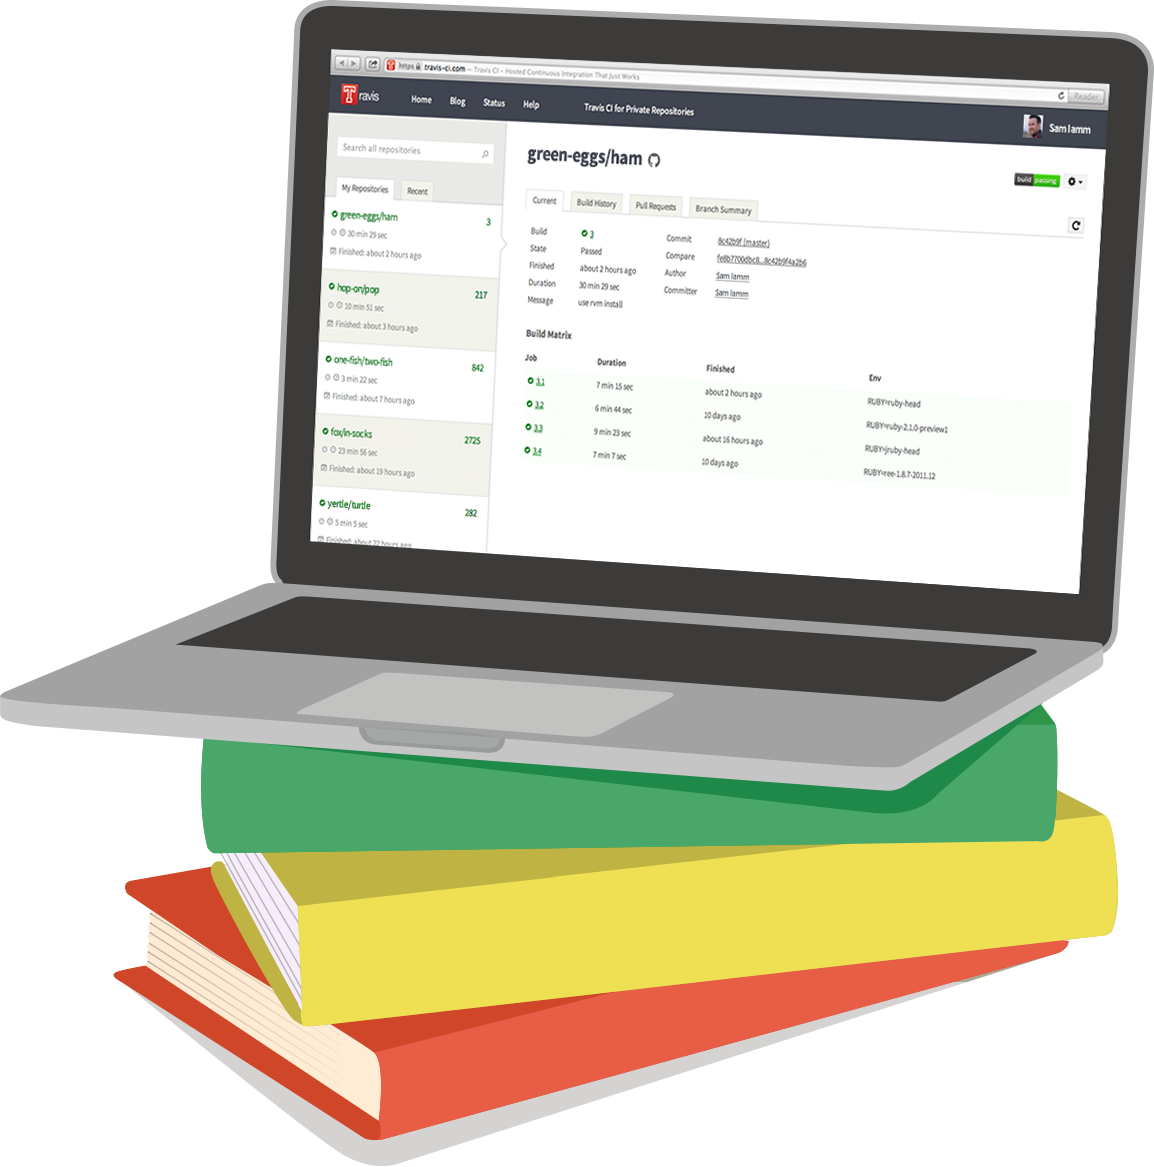 https travis-ci.com — Travis CI – Hosted Continuous Integration That Just Works
Reader
Travis
Home Blog Status Help Travis CI for Private Repositories
Sam Iamm
Search all repositories
My Repositories Recent
green-eggs/ham 3
30 min 29 sec
Finished: about 2 hours ago
hop-on/pop 217
10 min 51 sec
Finished: about 3 hours ago
one-fish/two-fish 842
3 min 22 sec
Finished: about 7 hours ago
fox/in-socks 2725
23 min 56 sec
Finished: about 19 hours ago
yertle/turtle 282
5 min 5 sec
Finished: about 22 hours ago
green-eggs/ham
build passing
Current Build History Pull Requests Branch Summary
Build 3 Commit 8c42b9f (master)
State Passed Compare fe8b7700dbc8...8c42b9f4a2b6
Finished about 2 hours ago Author Sam Iamm
Duration 30 min 29 sec Committer Sam Iamm
Message use rvm install
Build Matrix
Job Duration Finished Env
3.1 7 min 15 sec about 2 hours ago RUBY=ruby-head
3.2 6 min 44 sec 10 days ago RUBY=ruby-2.1.0-preview1
3.3 9 min 23 sec about 16 hours ago RUBY=jruby-head
3.4 7 min 7 sec 10 days ago RUBY=ree-1.8.7-2011.12